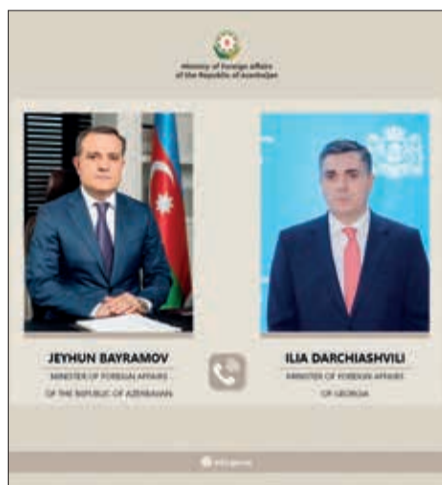 Ministry of Foreign Affairs
of the Republic of Azerbaijan
JEYHUN BAYRAMOV
MINISTER OF FOREIGN AFFAIRS
OF THE REPUBLIC OF AZERBAIJAN
ILIA DARCHIASHVILI
MINISTER OF FOREIGN AFFAIRS
OF GEORGIA